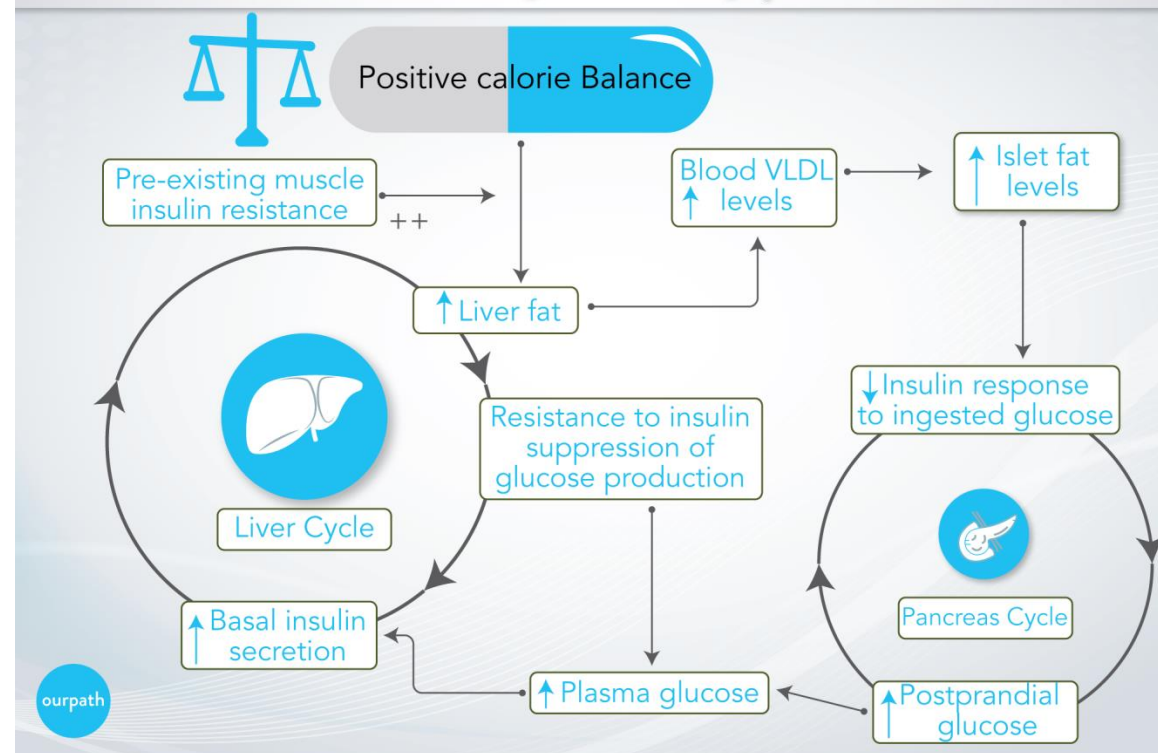 Positive calorie Balance
Pre-existing muscle
insulin resistance
++
Blood VLDL
levels
Islet fat
levels
Liver fat
Insulin response
to ingested glucose
Resistance to insulin
suppression of
glucose production
Liver Cycle
Pancreas Cycle
Basal insulin
secretion
Plasma glucose
Postprandial
glucose
ourpath